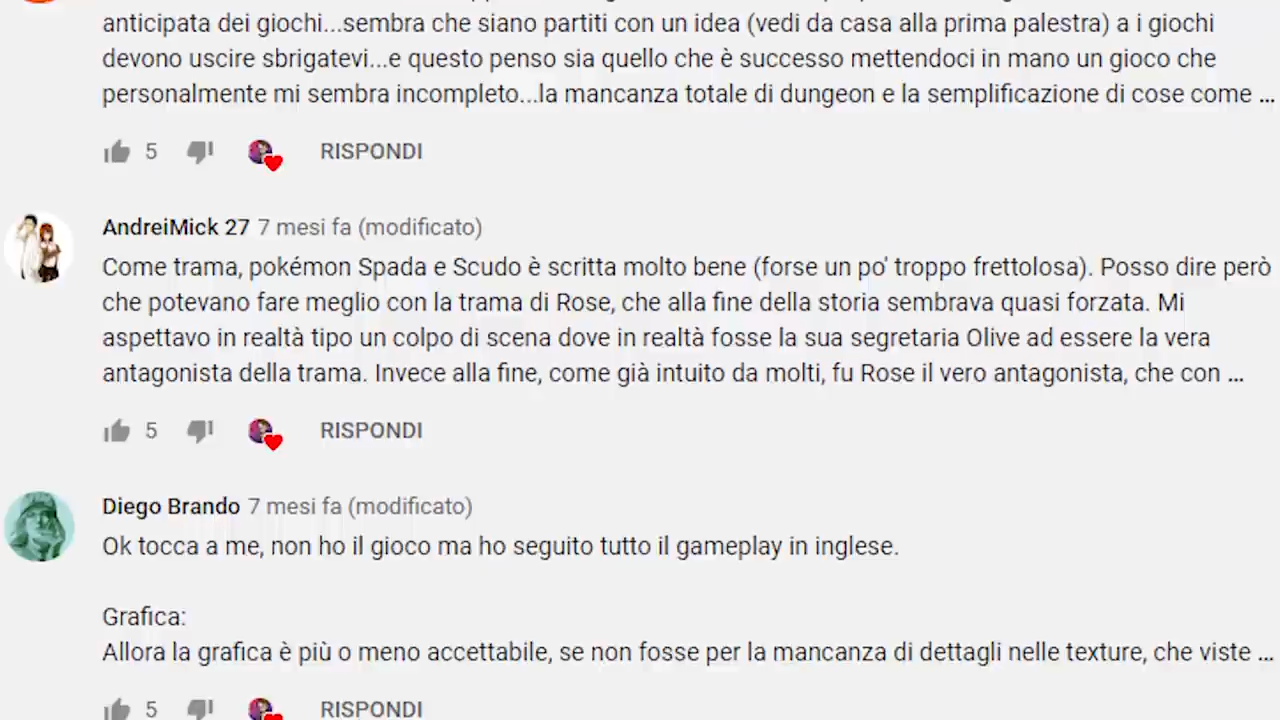 anticipata dei giochi...sembra che siano partiti con un idea (vedi da casa alla prima palestra) a i giochi
devono uscire sbrigatevi...e questo penso sia quello che è successo mettendoci in mano un gioco che
personalmente mi sembra incompleto...la mancanza totale di dungeon e la semplificazione di cose come ...
5 RISPONDI
AndreiMick 27 7 mesi fa (modificato)
Come trama, pokémon Spada e Scudo è scritta molto bene (forse un po' troppo frettolosa). Posso dire però
che potevano fare meglio con la trama di Rose, che alla fine della storia sembrava quasi forzata. Mi
aspettavo in realtà tipo un colpo di scena dove in realtà fosse la sua segretaria Olive ad essere la vera
antagonista della trama. Invece alla fine, come già intuito da molti, fu Rose il vero antagonista, che con ...
5 RISPONDI
Diego Brando 7 mesi fa (modificato)
Ok tocca a me, non ho il gioco ma ho seguito tutto il gameplay in inglese.
Grafica:
Allora la grafica è più o meno accettabile, se non fosse per la mancanza di dettagli nelle texture, che viste ...
5 RISPONDI